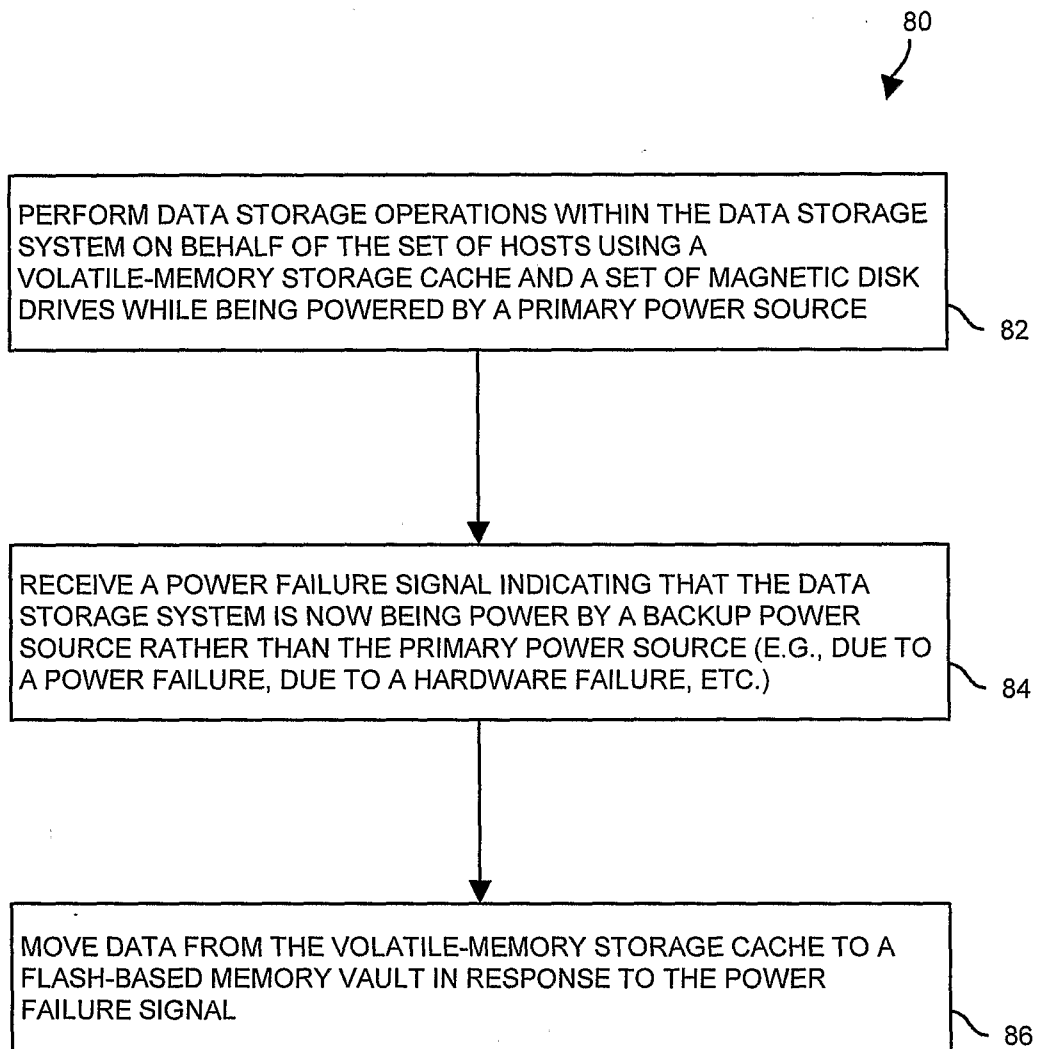 80
PERFORM DATA STORAGE OPERATIONS WITHIN THE DATA STORAGE
SYSTEM ON BEHALF OF THE SET OF HOSTS USING A
VOLATILE-MEMORY STORAGE CACHE AND A SET OF MAGNETIC DISK
DRIVES WHILE BEING POWERED BY A PRIMARY POWER SOURCE
82
RECEIVE A POWER FAILURE SIGNAL INDICATING THAT THE DATA
STORAGE SYSTEM IS NOW BEING POWER BY A BACKUP POWER
SOURCE RATHER THAN THE PRIMARY POWER SOURCE (E.G., DUE TO
A POWER FAILURE, DUE TO A HARDWARE FAILURE, ETC.)
84
MOVE DATA FROM THE VOLATILE-MEMORY STORAGE CACHE TO A
FLASH-BASED MEMORY VAULT IN RESPONSE TO THE POWER
FAILURE SIGNAL
86